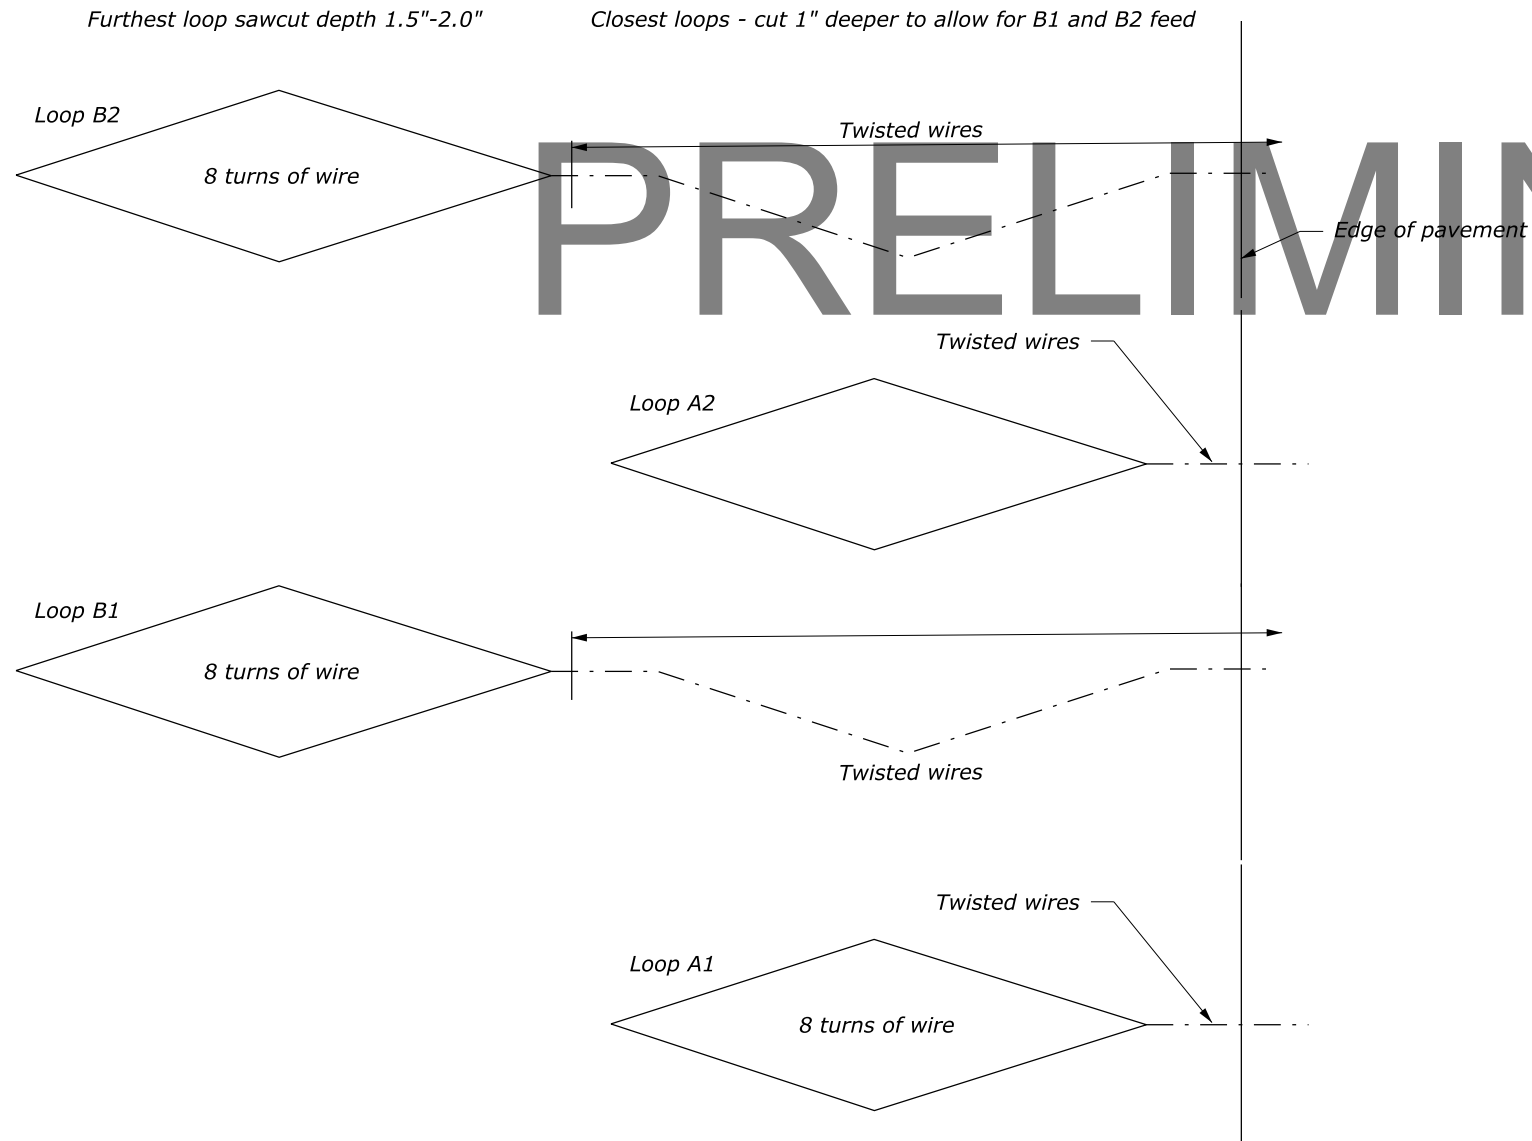 Furthest loop sawcut depth 1.5"-2.0"
Closest loops - cut 1" deeper to allow for B1 and B2 feed
Loop B2
Twisted wires
8 turns of wire
PRELIMIN
Edge of pavement
Twisted wires
Loop A2
Loop B1
8 turns of wire
Twisted wires
Twisted wires
Loop A1
8 turns of wire